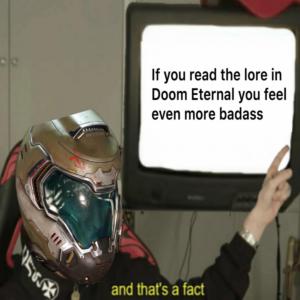 If you read the lore in
Doom Eternal you feel
even more badass
and that's a fact